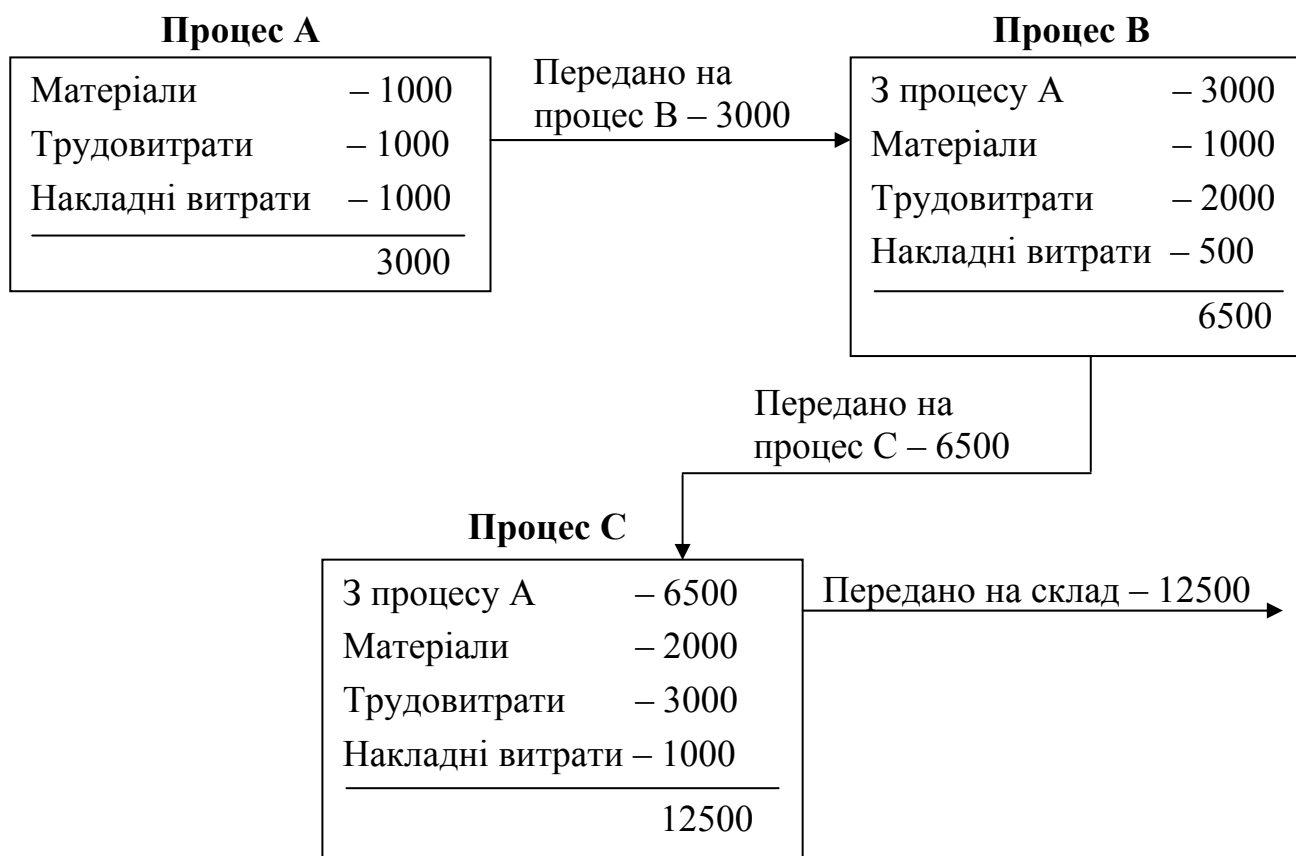 Процес А
Матеріали – 1000
Трудовитрати – 1000
Накладні витрати – 1000
3000
Передано на
процес В – 3000
Процес В
З процесу А – 3000
Матеріали – 1000
Трудовитрати – 2000
Накладні витрати – 500
6500
Передано на
процес С – 6500
Процес С
З процесу А – 6500
Матеріали – 2000
Трудовитрати – 3000
Накладні витрати – 1000
12500
Передано на склад – 12500